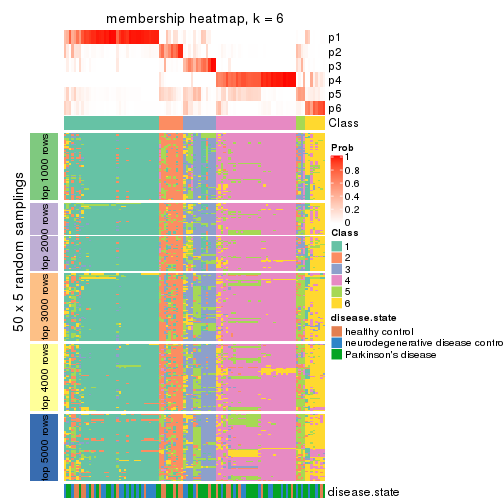 membership heatmap, k = 6
p1
p2
p3
p4
p5
p6
Class
50 x 5 random samplings
top 1000 rows
top 2000 rows
top 3000 rows
top 4000 rows
top 5000 rows
Prob
1
0.8
0.6
0.4
0.2
0
Class
1
2
3
4
5
6
disease.state
healthy control
neurodegenerative disease contro
Parkinson's disease
disease.state